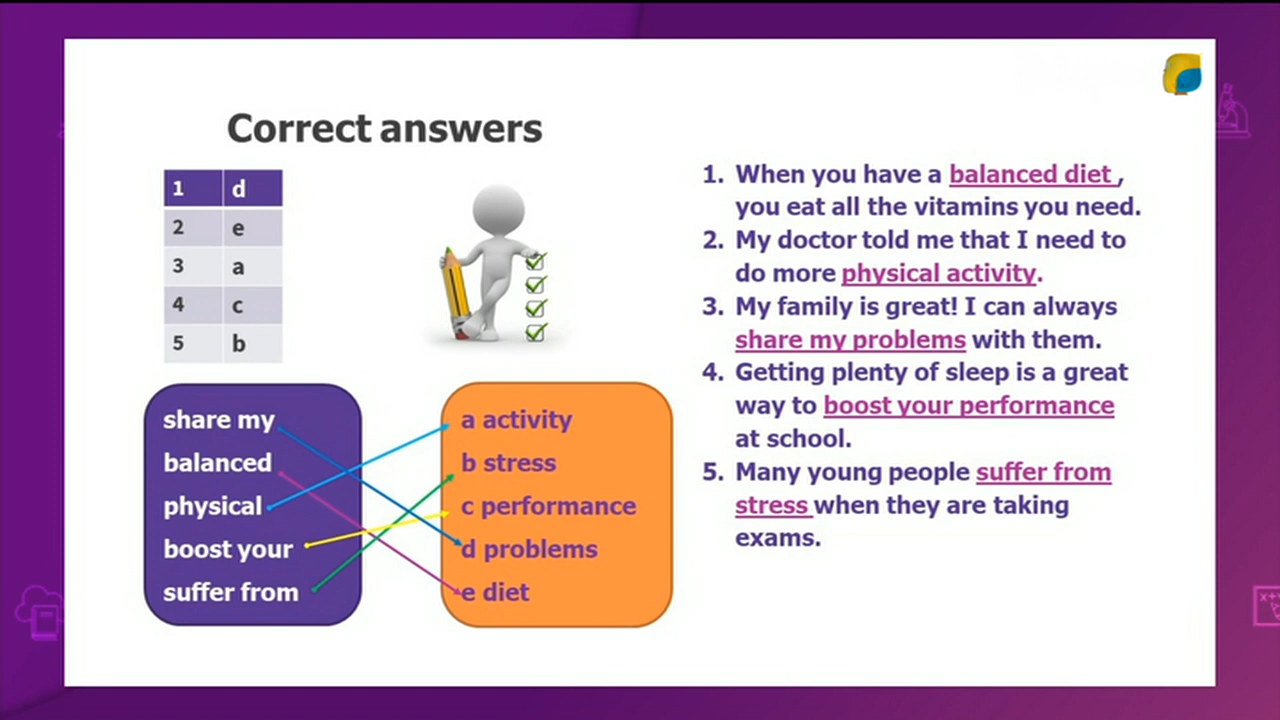 Correct answers
1 d
2 e
3 a
4 c
5 b
share my
balanced
physical
boost your
suffer from
a activity
b stress
c performance
d problems
e diet
1. When you have a balanced diet ,
you eat all the vitamins you need.
2. My doctor told me that I need to
do more physical activity.
3. My family is great! I can always
share my problems with them.
4. Getting plenty of sleep is a great
way to boost your performance
at school.
5. Many young people suffer from
stress when they are taking
exams.